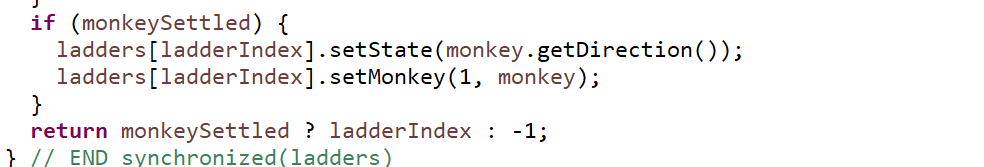 }
if (monkeySettled) {
ladders[ladderIndex].setState(monkey.getDirection());
ladders[ladderIndex].setMonkey(1, monkey);
}
return monkeySettled ? ladderIndex : -1;
} // END synchronized(ladders)